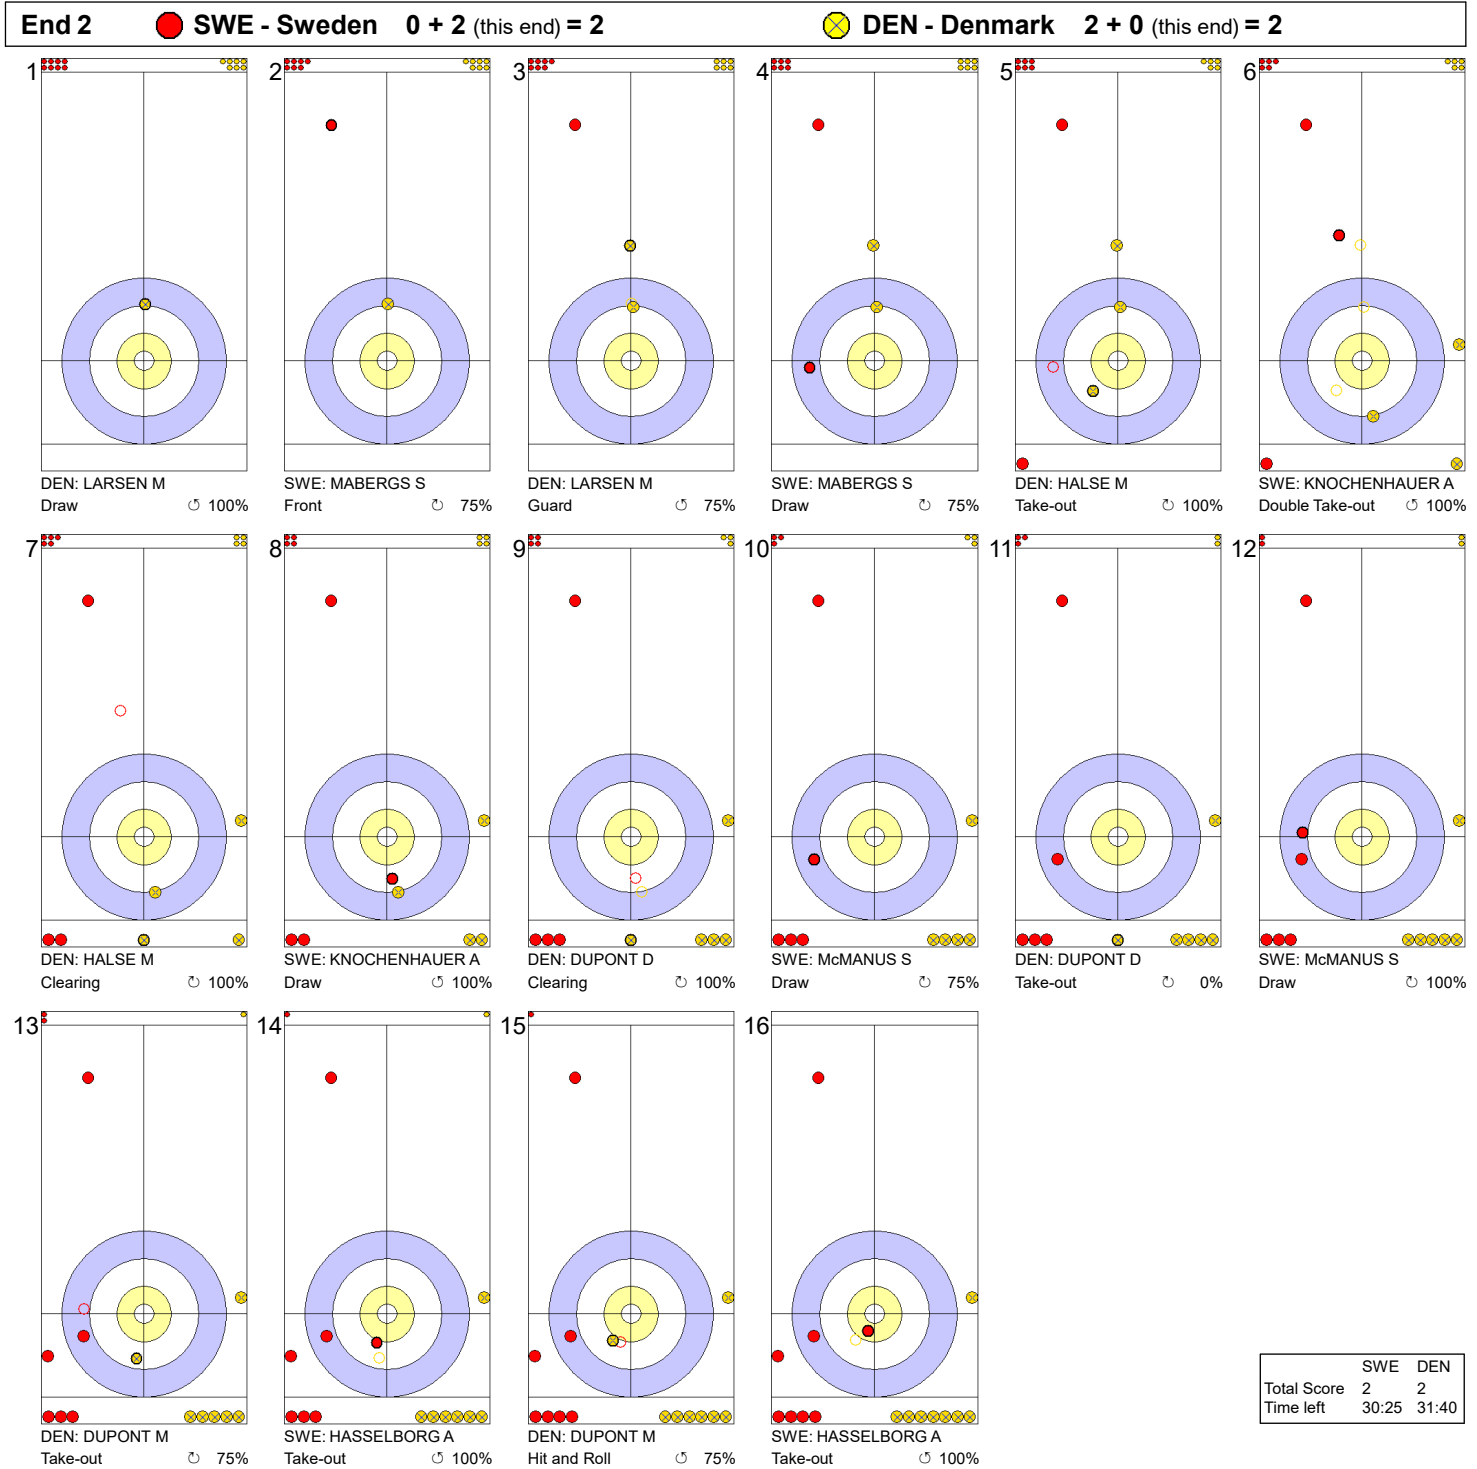 End 2 SWE - Sweden 0 + 2 (this end) = 2 DEN - Denmark 2 + 0 (this end) = 2
1 2 3 4 5 6
DEN: LARSEN M SWE: MABERGS S DEN: LARSEN M SWE: MABERGS S DEN: HALSE M SWE: KNOCHENHAUER A
Draw ↺ 100% Front ↻ 75% Guard ↺ 75% Draw ↻ 75% Take-out ↺ 100% Double Take-out ↺ 100%
7 8 9 10 11 12
DEN: HALSE M SWE: KNOCHENHAUER A DEN: DUPONT D SWE: McMANUS S DEN: DUPONT D SWE: McMANUS S
Clearing ↻ 100% Draw ↻ 100% Clearing ↻ 100% Draw ↻ 75% Take-out ↻ 0% Draw ↻ 100%
13 14 15 16
DEN: DUPONT M SWE: HASSELBORG A DEN: DUPONT M SWE: HASSELBORG A
Take-out ↻ 75% Take-out ↺ 100% Hit and Roll ↻ 75% Take-out ↺ 100%
SWE DEN
Total Score 2 2
Time left 30:25 31:40